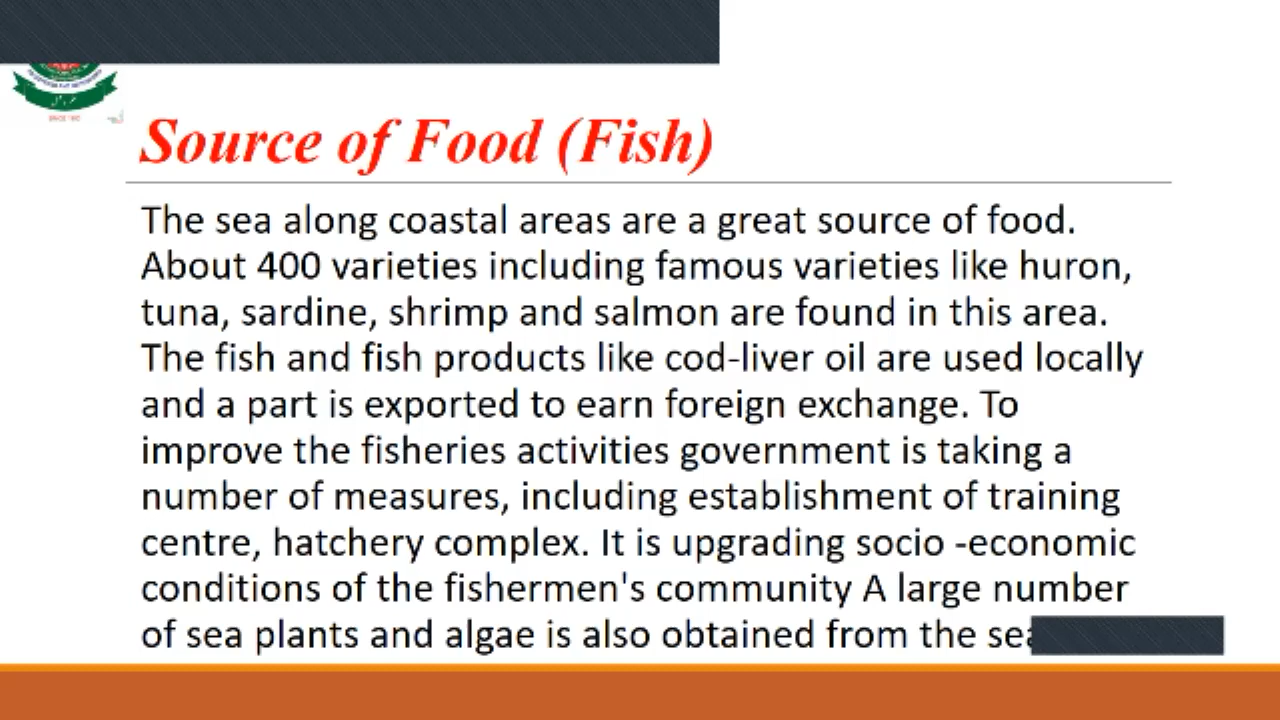 Source of Food (Fish)
The sea along coastal areas are a great source of food.
About 400 varieties including famous varieties like huron,
tuna, sardine, shrimp and salmon are found in this area.
The fish and fish products like cod-liver oil are used locally
and a part is exported to earn foreign exchange. To
improve the fisheries activities government is taking a
number of measures, including establishment of training
centre, hatchery complex. It is upgrading socio -economic
conditions of the fishermen's community A large number
of sea plants and algae is also obtained from the